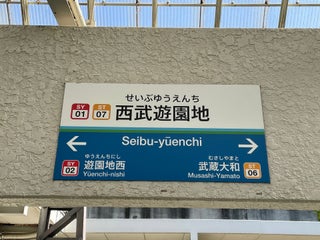 せいぶゆうえんち
SY 01 ST 07 西武遊園地
Seibu-yūenchi
ゆうえんちにし
SY 02 遊園地西
Yūenchi-nishi
むさしやまと
武蔵大和 ST 06
Musashi-Yamato